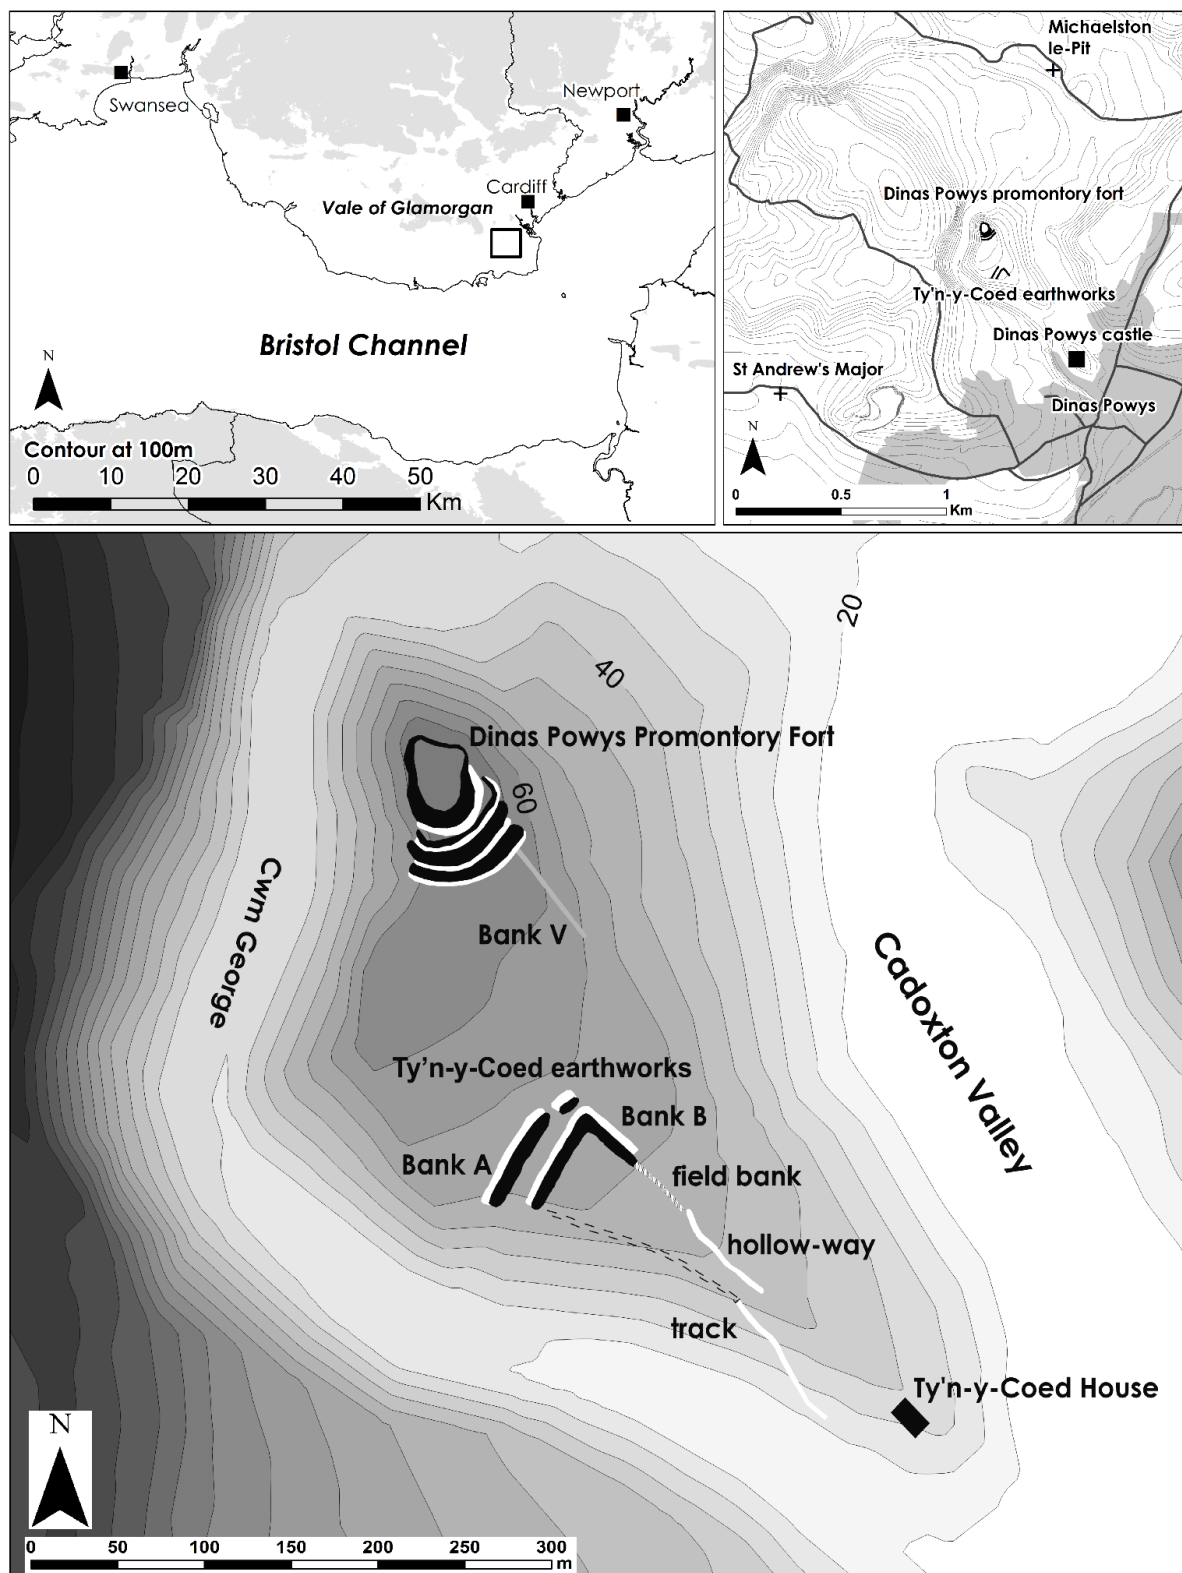 Swansea
Newport
Cardiff
Vale of Glamorgan
Bristol Channel
N
Contour at 100m
0 10 20 30 40 50
Km
Michaelston
le-Pit
Dinas Powys promontory fort
Ty'n-y-Coed earthworks
Dinas Powys castle
St Andrew's Major
Dinas Powys
N
0 0.5 1
Km
20
40
Dinas Powys Promontory Fort
60
Cwm George
Bank V
Cadoxton Valley
Ty'n-y-Coed earthworks
Bank B
Bank A
field bank
hollow-way
track
Ty'n-y-Coed House
N
0 50 100 150 200 250 300
m